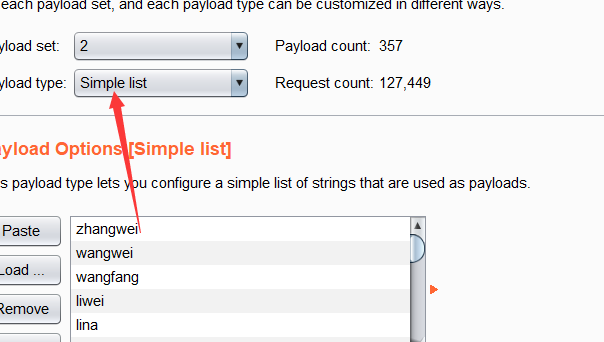 each payload set, and each payload type can be customized in different ways.
yload set: 2 Payload count: 357
yload type: Simple list Request count: 127,449
yload Options [Simple list]
s payload type lets you configure a simple list of strings that are used as payloads.
Paste
zhangwei
wangwei
Load ...
wangfang
Remove
liwei
lina